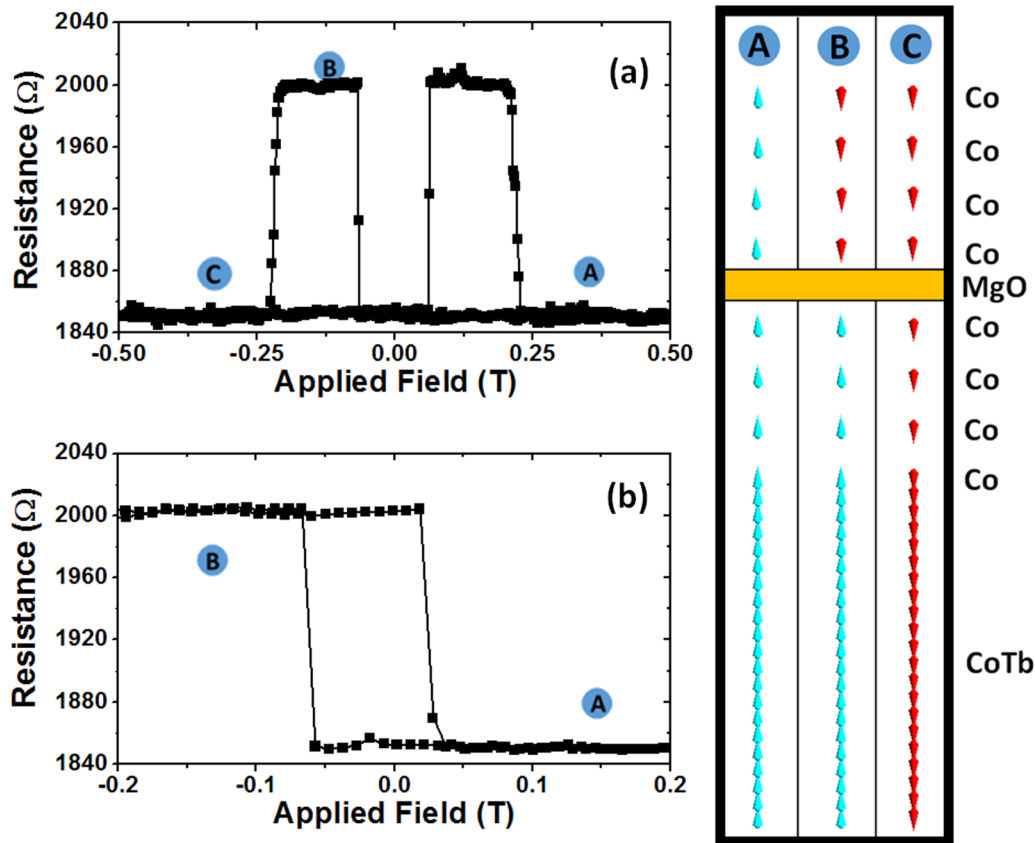 (a)
Resistance (Ω)
2040
2000
1960
1920
1880
1840
B
C
A
-0.50
-0.25
0.00
0.25
0.50
Applied Field (T)
(b)
Resistance (Ω)
2040
2000
1960
1920
1880
1840
B
A
-0.2
-0.1
0.0
0.1
0.2
Applied Field (T)
A B C
Co
Co
Co
Co
MgO
Co
Co
Co
Co
CoTb